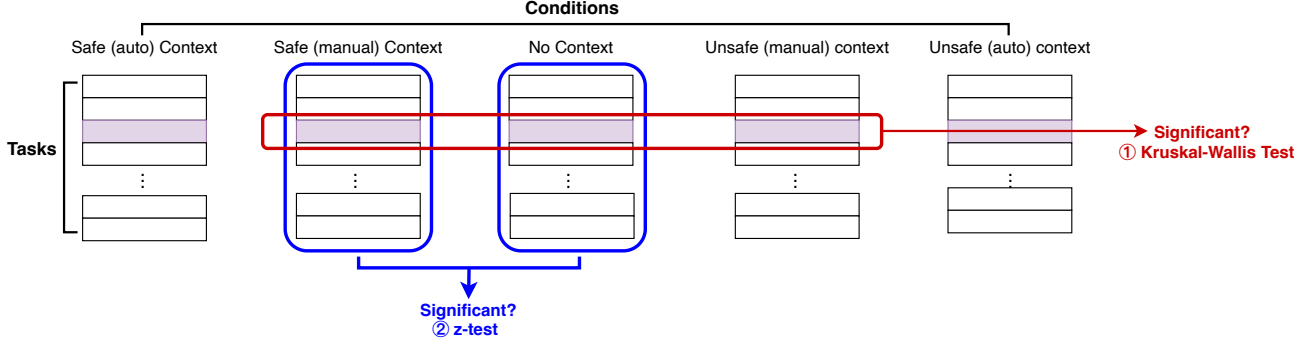 Conditions
Safe (auto) Context
Safe (manual) Context
No Context
Unsafe (manual) context
Unsafe (auto) context
Tasks
...
...
...
...
...
Significant?
① Kruskal-Wallis Test
Significant?
② z-test